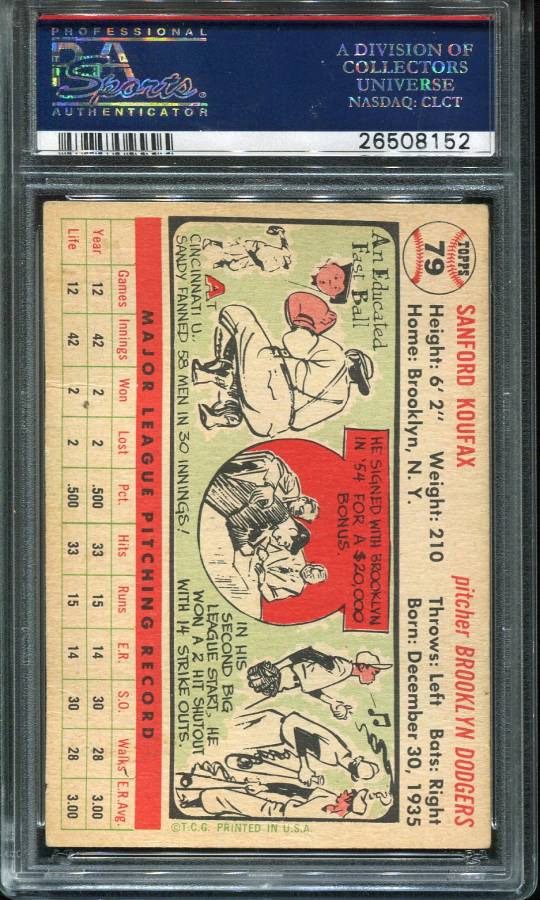 PROFESSIONAL
PSA
Sports.
AUTHENTICATOR
A DIVISION OF
COLLECTORS
UNIVERSE
NASDAQ: CLCT
26508152
TOPPS
79
SANFORD KOUFAX pitcher BROOKLYN DODGERS
Height: 6' 2" Weight: 210 Throws: Left Bats: Right
Home: Brooklyn, N. Y. Born: December 30, 1935
An Educated
Fast Ball
A
CINCINNATI U.
SANDY FANNED 58 MEN IN 30 INNINGS!
HE SIGNED WITH BROOKLYN
IN '54 FOR A $20,000
BONUS.
IN HIS
SECOND BIG
LEAGUE START, HE
WON A 2 HIT SHUTOUT
WITH 14 STRIKE OUTS.
©T.C.G. PRINTED IN U.S.A.
MAJOR LEAGUE PITCHING RECORD
Games Innings Won Lost Pct. Hits Runs E.R. S.O. Walks E.R.Avg.
Year 12 42 2 2 .500 33 15 14 30 28 3.00
Life 12 42 2 2 .500 33 15 14 30 28 3.00